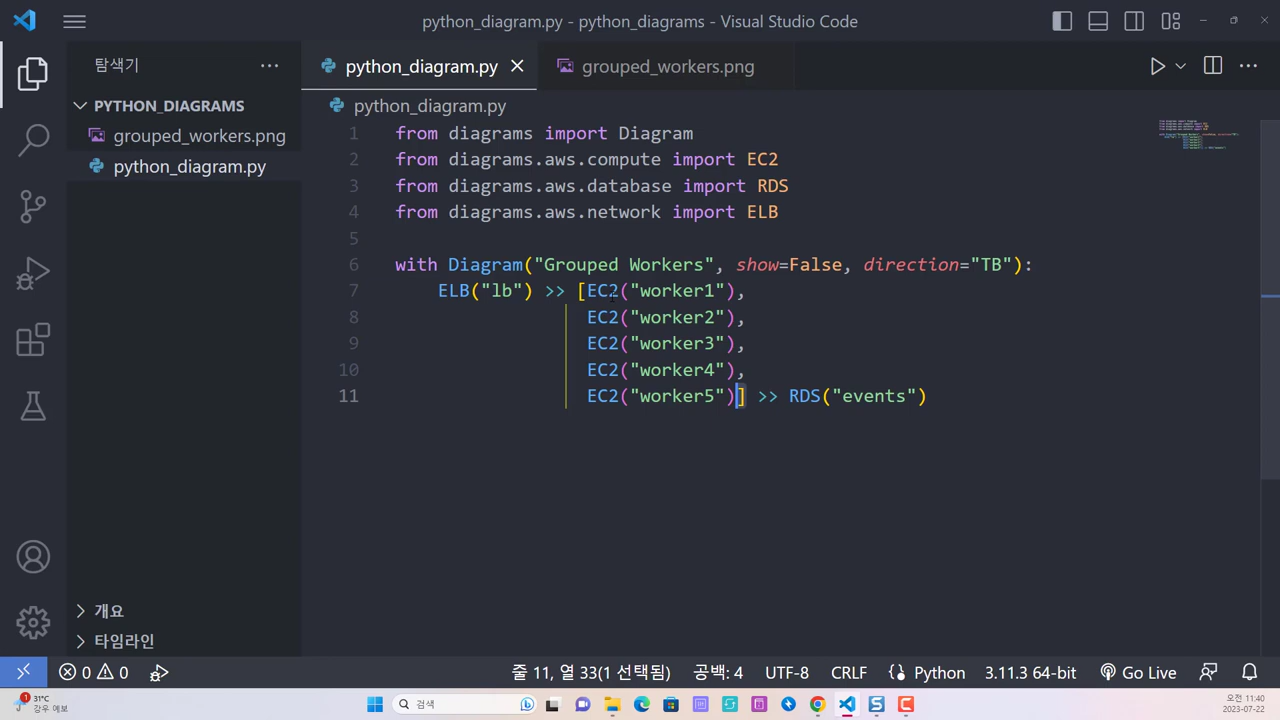 python_diagram.py - python_diagrams - Visual Studio Code
탐색기
python_diagram.py
grouped_workers.png
PYTHON_DIAGRAMS
grouped_workers.png
python_diagram.py
python_diagram.py
1 from diagrams import Diagram
2 from diagrams.aws.compute import EC2
3 from diagrams.aws.database import RDS
4 from diagrams.aws.network import ELB
5
6 with Diagram("Grouped Workers", show=False, direction="TB"):
7 ELB("lb") >> [EC2("worker1"),
8 EC2("worker2"),
9 EC2("worker3"),
10 EC2("worker4"),
11 EC2("worker5")] >> RDS("events")
개요
타임라인
0 0
줄 11, 열 33(1 선택됨) 공백: 4 UTF-8 CRLF Python 3.11.3 64-bit Go Live
1
31°C
강우 예보
검색
오전 11:40
2023-07-22